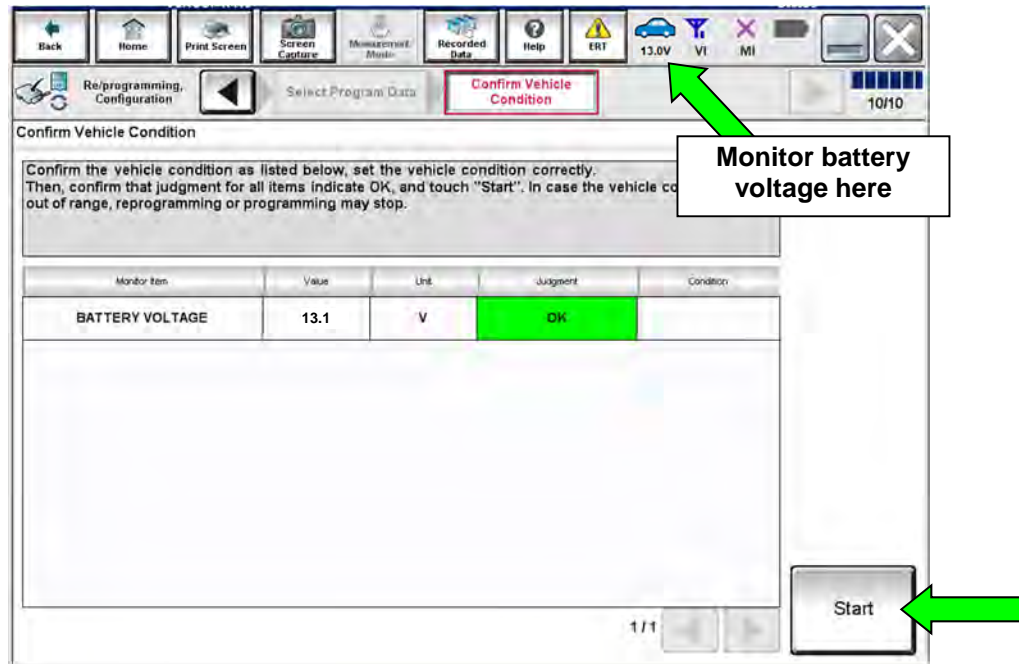 Back
Home
Print Screen
Screen Capture
Measurement Mode
Recorded Data
Help
ERT
13.0V
VI
MI
Re/programming, Configuration
Select Program Data
Confirm Vehicle Condition
10/10
Confirm Vehicle Condition
Monitor battery voltage here
Confirm the vehicle condition as listed below, set the vehicle condition correctly.
Then, confirm that judgment for all items indicate OK, and touch "Start". In case the vehicle co
out of range, reprogramming or programming may stop.
Monitor Item Value Unit Judgment Condition
BATTERY VOLTAGE 13.1 V OK
1/1
Start